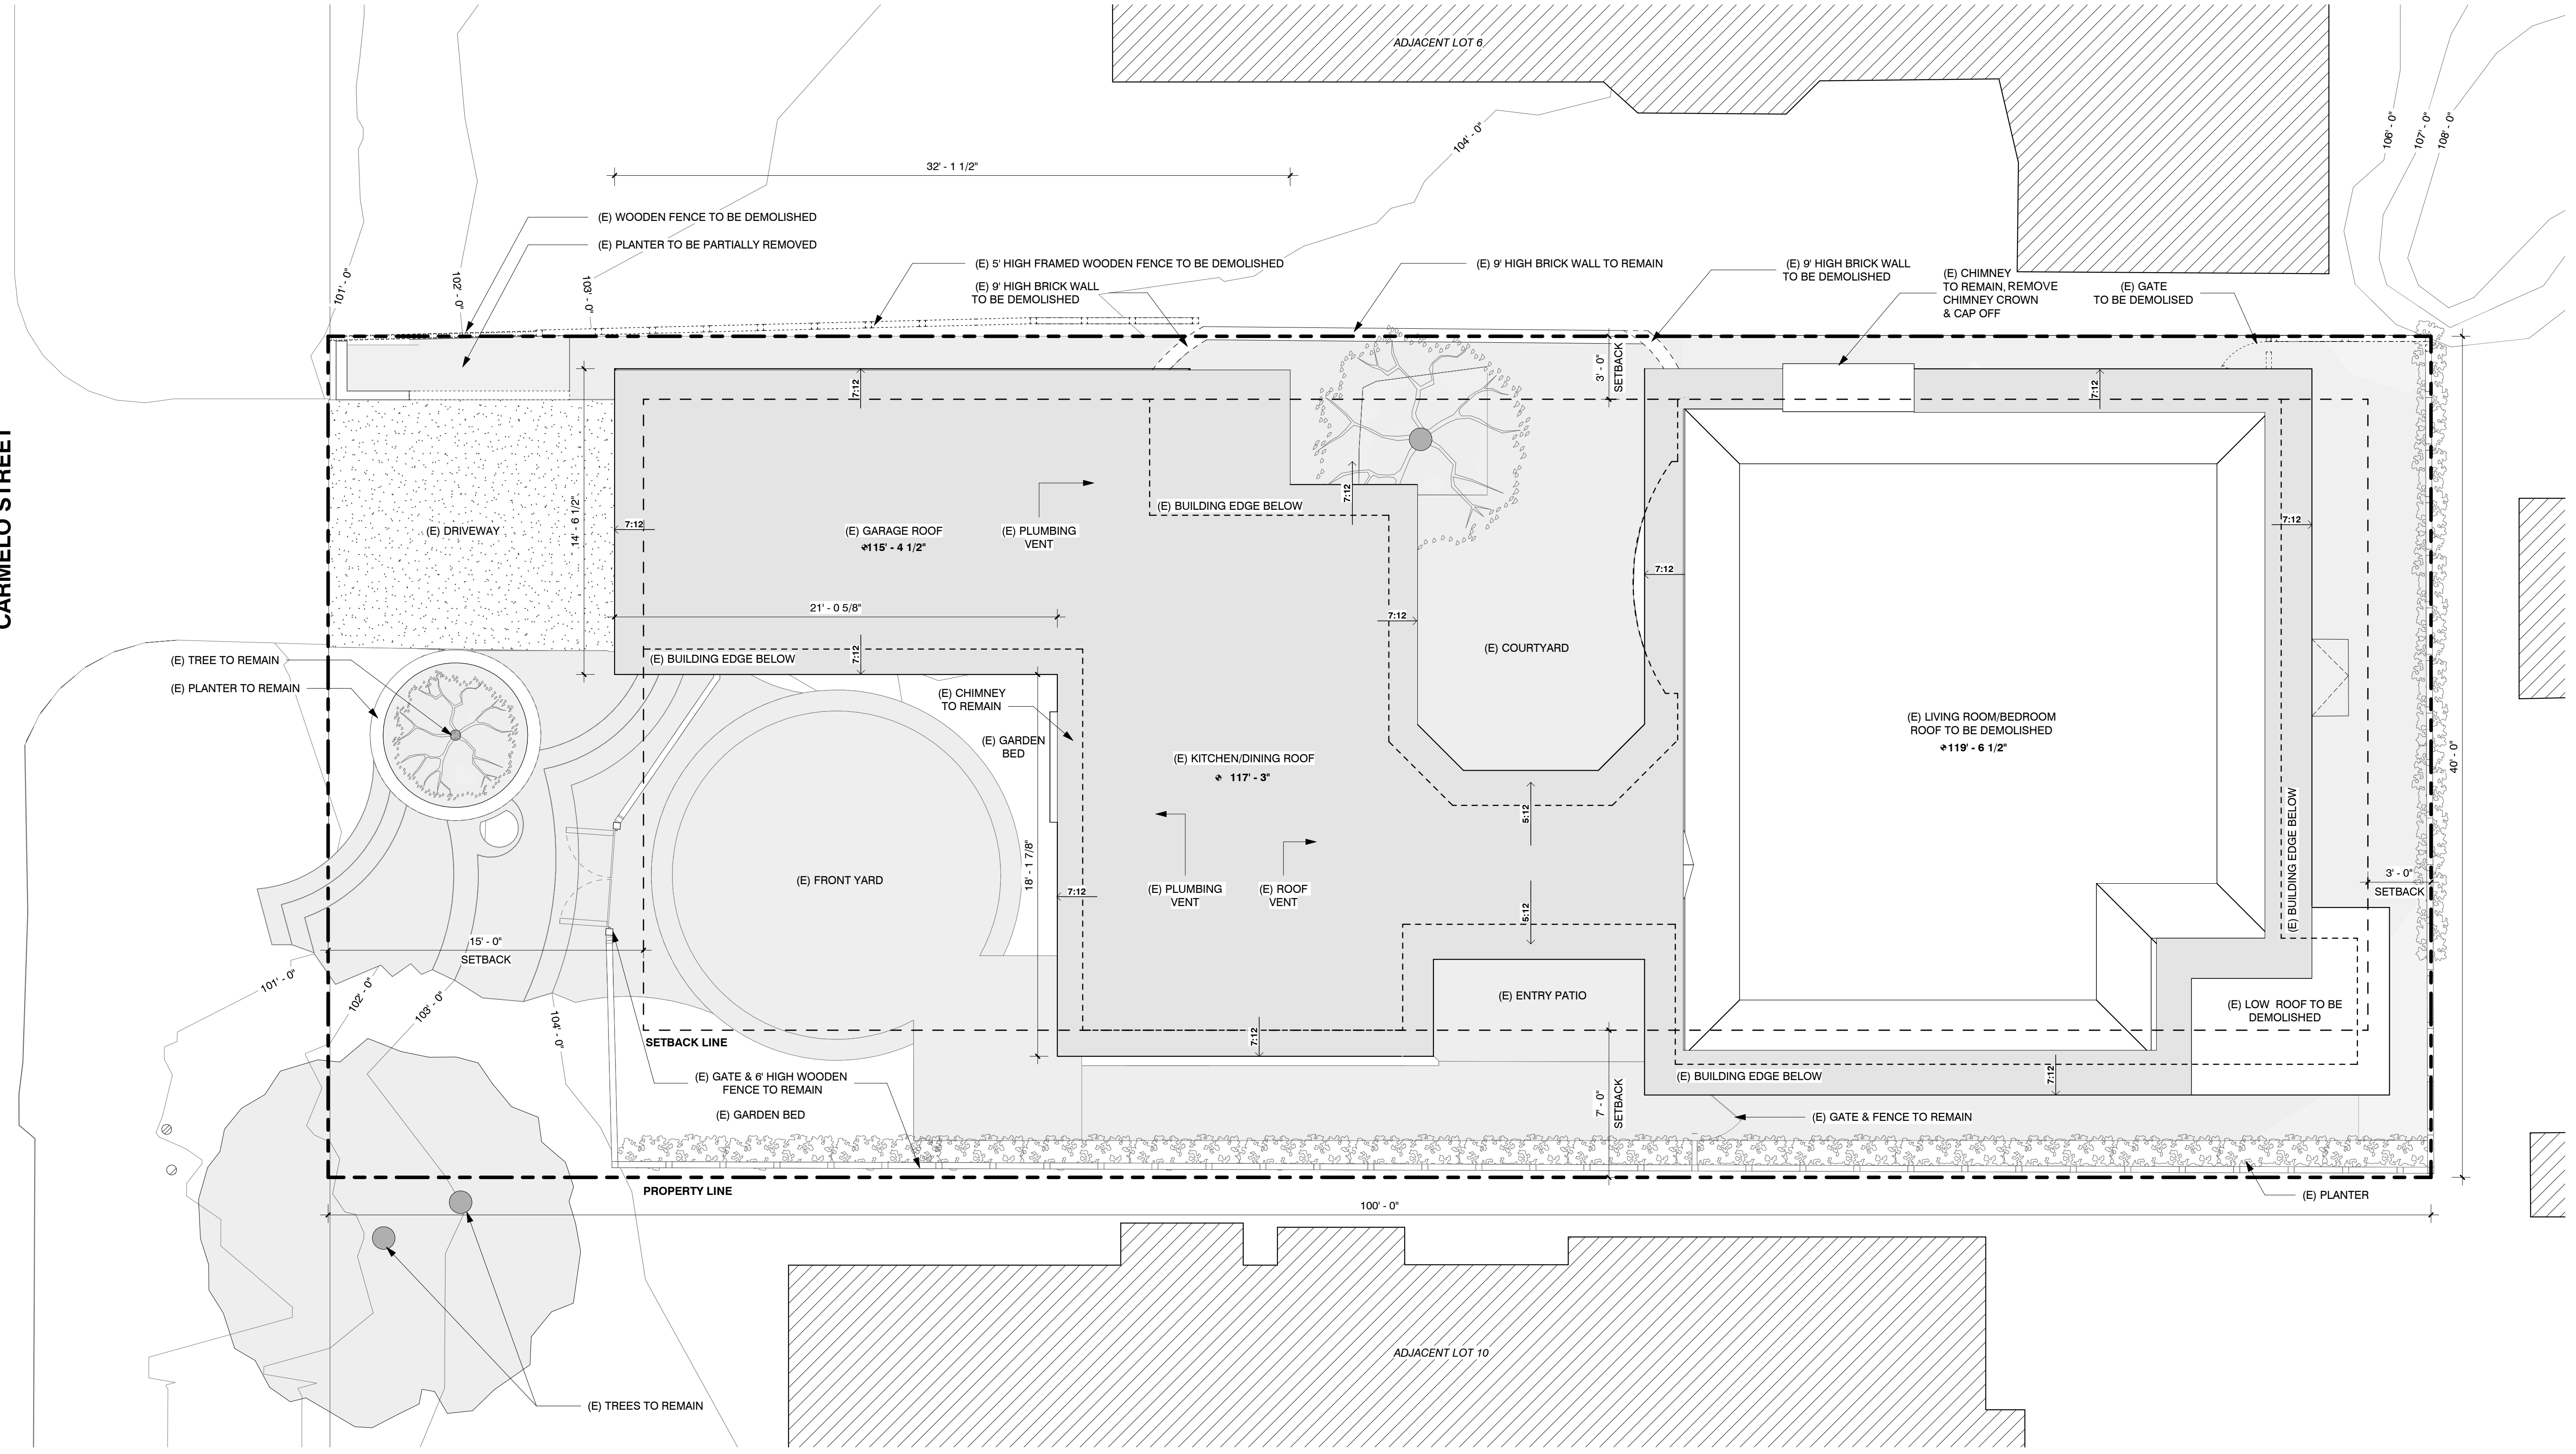 ADJACENT LOT 6
106' - 0"
107' - 0"
108' - 0"
104' - 0"
32' - 1 1/2"
(E) WOODEN FENCE TO BE DEMOLISHED
(E) PLANTER TO BE PARTIALLY REMOVED
101' - 0"
102' - 0"
103' - 0"
(E) 5' HIGH FRAMED WOODEN FENCE TO BE DEMOLISHED
(E) 9' HIGH BRICK WALL
TO BE DEMOLISHED
(E) 9' HIGH BRICK WALL TO REMAIN
(E) 9' HIGH BRICK WALL
TO BE DEMOLISHED
(E) CHIMNEY
TO REMAIN, REMOVE
CHIMNEY CROWN
& CAP OFF
(E) GATE
TO BE DEMOLISED
3' - 0"
SETBACK
7:12
7:12
CARMELO STREET
(E) DRIVEWAY
14' - 6 1/2"
7:12
(E) GARAGE ROOF
115' - 4 1/2"
(E) PLUMBING
VENT
(E) BUILDING EDGE BELOW
7:12
7:12
7:12
7:12
21' - 0 5/8"
(E) COURTYARD
(E) TREE TO REMAIN
(E) PLANTER TO REMAIN
(E) BUILDING EDGE BELOW
7:12
(E) CHIMNEY
TO REMAIN
(E) GARDEN
BED
(E) KITCHEN/DINING ROOF
117' - 3"
(E) LIVING ROOM/BEDROOM
ROOF TO BE DEMOLISHED
119' - 6 1/2"
40' - 0"
5:12
(E) BUILDING EDGE BELOW
18' - 1 7/8"
(E) FRONT YARD
7:12
(E) PLUMBING
VENT
(E) ROOF
VENT
5:12
3' - 0"
SETBACK
15' - 0"
SETBACK
101' - 0"
102' - 0"
103' - 0"
104' - 0"
(E) ENTRY PATIO
(E) LOW ROOF TO BE
DEMOLISHED
SETBACK LINE
7:12
(E) GATE & 6' HIGH WOODEN
FENCE TO REMAIN
(E) BUILDING EDGE BELOW
7:12
7' - 0"
SETBACK
(E) GARDEN BED
(E) GATE & FENCE TO REMAIN
PROPERTY LINE
(E) PLANTER
100' - 0"
ADJACENT LOT 10
(E) TREES TO REMAIN